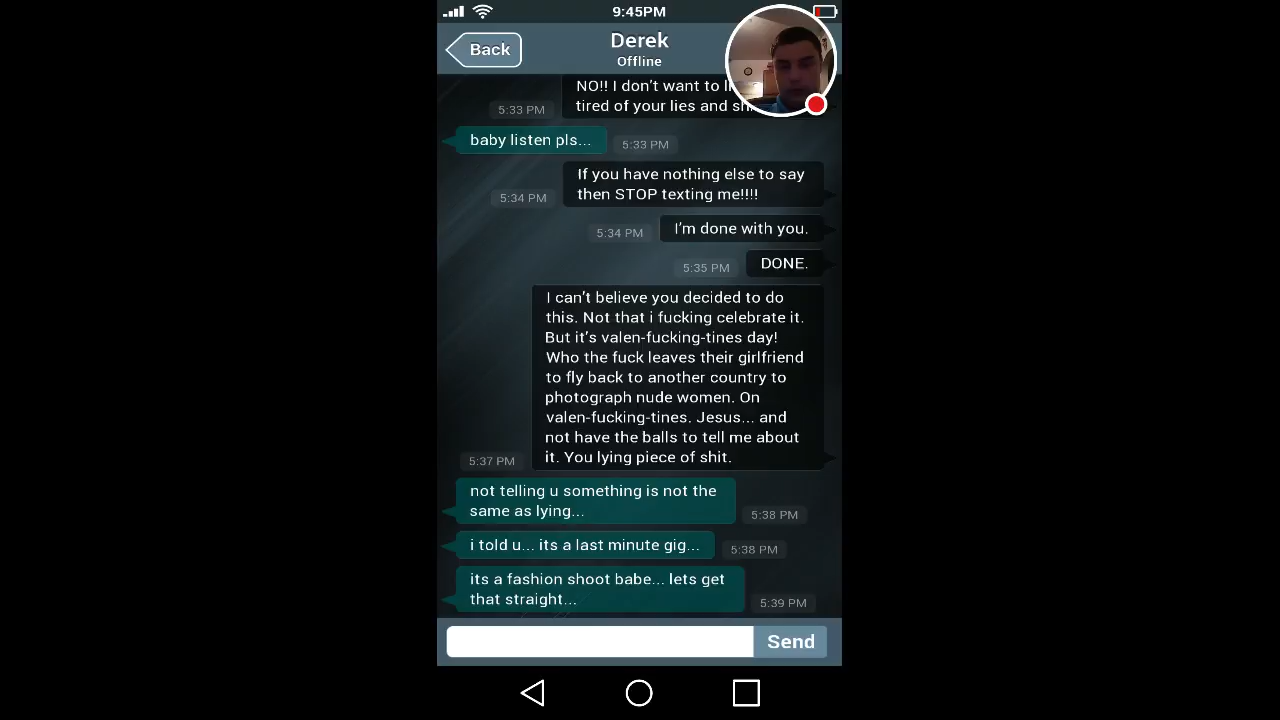 9:45PM
Back
Derek
Offline
NO!! I don't want to
tired of your lies and
5:33 PM
baby listen pls...
5:33 PM
If you have nothing else to say
then STOP texting me!!!!
5:34 PM
I'm done with you.
5:34 PM
DONE.
5:35 PM
I can't believe you decided to do
this. Not that i fucking celebrate it.
But it's valen-fucking-tines day!
Who the fuck leaves their girlfriend
to fly back to another country to
photograph nude women. On
valen-fucking-tines. Jesus... and
not have the balls to tell me about
it. You lying piece of shit.
5:37 PM
not telling u something is not the
same as lying...
5:38 PM
i told u... its a last minute gig...
5:38 PM
its a fashion shoot babe... lets get
that straight...
5:39 PM
Send